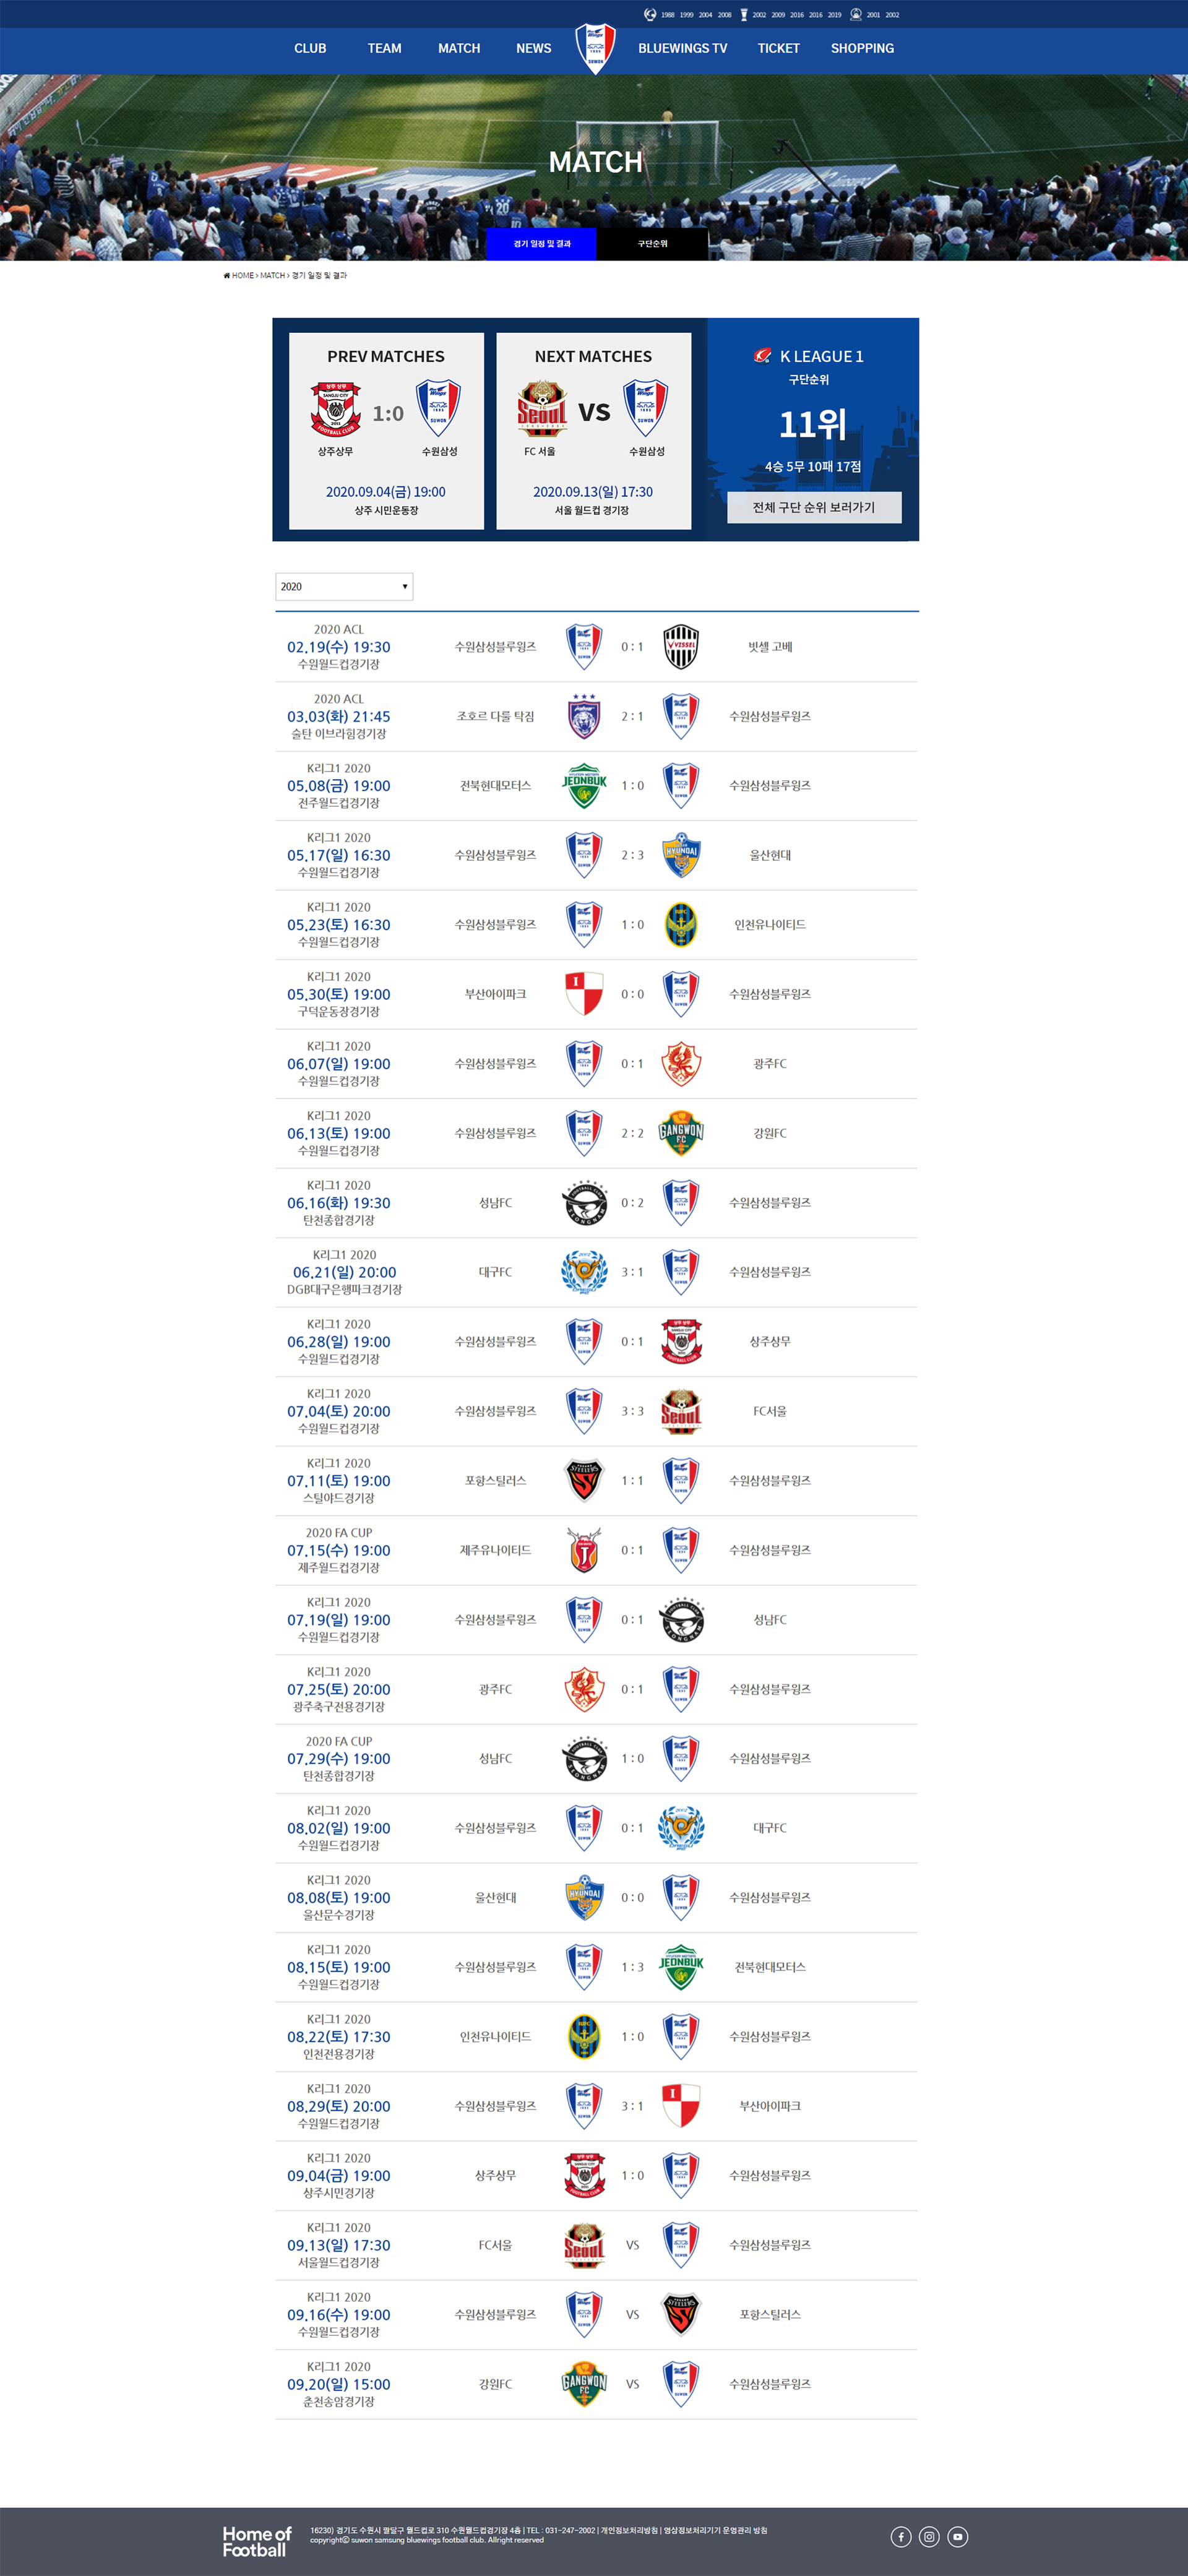 1988 1999 2004 2008 2002 2009 2016 2016 2019 2001 2002
CLUB TEAM MATCH NEWS BLUEWINGS TV TICKET SHOPPING
MATCH
경기 일정 및 결과 구단순위
HOME > MATCH > 경기 일정 및 결과
PREV MATCHES
1:0
상주상무 수원삼성
2020.09.04(금) 19:00
상주 시민운동장
NEXT MATCHES
VS
FC 서울 수원삼성
2020.09.13(일) 17:30
서울 월드컵 경기장
K LEAGUE 1
구단순위
11위
4승 5무 10패 17점
전체 구단 순위 보러가기
2020
2020 ACL
02.19(수) 19:30 수원삼성블루윙즈 0 : 1 빗셀 고베
수원월드컵경기장
2020 ACL
03.03(화) 21:45 조호르 다룰 탁짐 2 : 1 수원삼성블루윙즈
술탄 이브라힘경기장
K리그1 2020
05.08(금) 19:00 전북현대모터스 1 : 0 수원삼성블루윙즈
전주월드컵경기장
K리그1 2020
05.17(일) 16:30 수원삼성블루윙즈 2 : 3 울산현대
수원월드컵경기장
K리그1 2020
05.23(토) 16:30 수원삼성블루윙즈 1 : 0 인천유나이티드
수원월드컵경기장
K리그1 2020
05.30(토) 19:00 부산아이파크 0 : 0 수원삼성블루윙즈
구덕운동장경기장
K리그1 2020
06.07(일) 19:00 수원삼성블루윙즈 0 : 1 광주FC
수원월드컵경기장
K리그1 2020
06.13(토) 19:00 수원삼성블루윙즈 2 : 2 강원FC
수원월드컵경기장
K리그1 2020
06.16(화) 19:30 성남FC 0 : 2 수원삼성블루윙즈
탄천종합경기장
K리그1 2020
06.21(일) 20:00 대구FC 3 : 1 수원삼성블루윙즈
DGB대구은행파크경기장
K리그1 2020
06.28(일) 19:00 수원삼성블루윙즈 0 : 1 상주상무
수원월드컵경기장
K리그1 2020
07.04(토) 20:00 수원삼성블루윙즈 3 : 3 FC서울
수원월드컵경기장
K리그1 2020
07.11(토) 19:00 포항스틸러스 1 : 1 수원삼성블루윙즈
스틸야드경기장
2020 FA CUP
07.15(수) 19:00 제주유나이티드 0 : 1 수원삼성블루윙즈
제주월드컵경기장
K리그1 2020
07.19(일) 19:00 수원삼성블루윙즈 0 : 1 성남FC
수원월드컵경기장
K리그1 2020
07.25(토) 20:00 광주FC 0 : 1 수원삼성블루윙즈
광주축구전용경기장
2020 FA CUP
07.29(수) 19:00 성남FC 1 : 0 수원삼성블루윙즈
탄천종합경기장
K리그1 2020
08.02(일) 19:00 수원삼성블루윙즈 0 : 1 대구FC
수원월드컵경기장
K리그1 2020
08.08(토) 19:00 울산현대 0 : 0 수원삼성블루윙즈
울산문수경기장
K리그1 2020
08.15(토) 19:00 수원삼성블루윙즈 1 : 3 전북현대모터스
수원월드컵경기장
K리그1 2020
08.22(토) 17:30 인천유나이티드 1 : 0 수원삼성블루윙즈
인천전용경기장
K리그1 2020
08.29(토) 20:00 수원삼성블루윙즈 3 : 1 부산아이파크
수원월드컵경기장
K리그1 2020
09.04(금) 19:00 상주상무 1 : 0 수원삼성블루윙즈
상주시민경기장
K리그1 2020
09.13(일) 17:30 FC서울 VS 수원삼성블루윙즈
서울월드컵경기장
K리그1 2020
09.16(수) 19:00 수원삼성블루윙즈 VS 포항스틸러스
수원월드컵경기장
K리그1 2020
09.20(일) 15:00 강원FC VS 수원삼성블루윙즈
춘천송암경기장
Home of
Football
16230) 경기도 수원시 팔달구 월드컵로 310 수원월드컵경기장 4층 | TEL : 031-247-2002 | 개인정보처리방침 | 영상정보처리기기 운영관리 방침
copyrightⓒ suwon samsung bluewings football club. Allright reserved